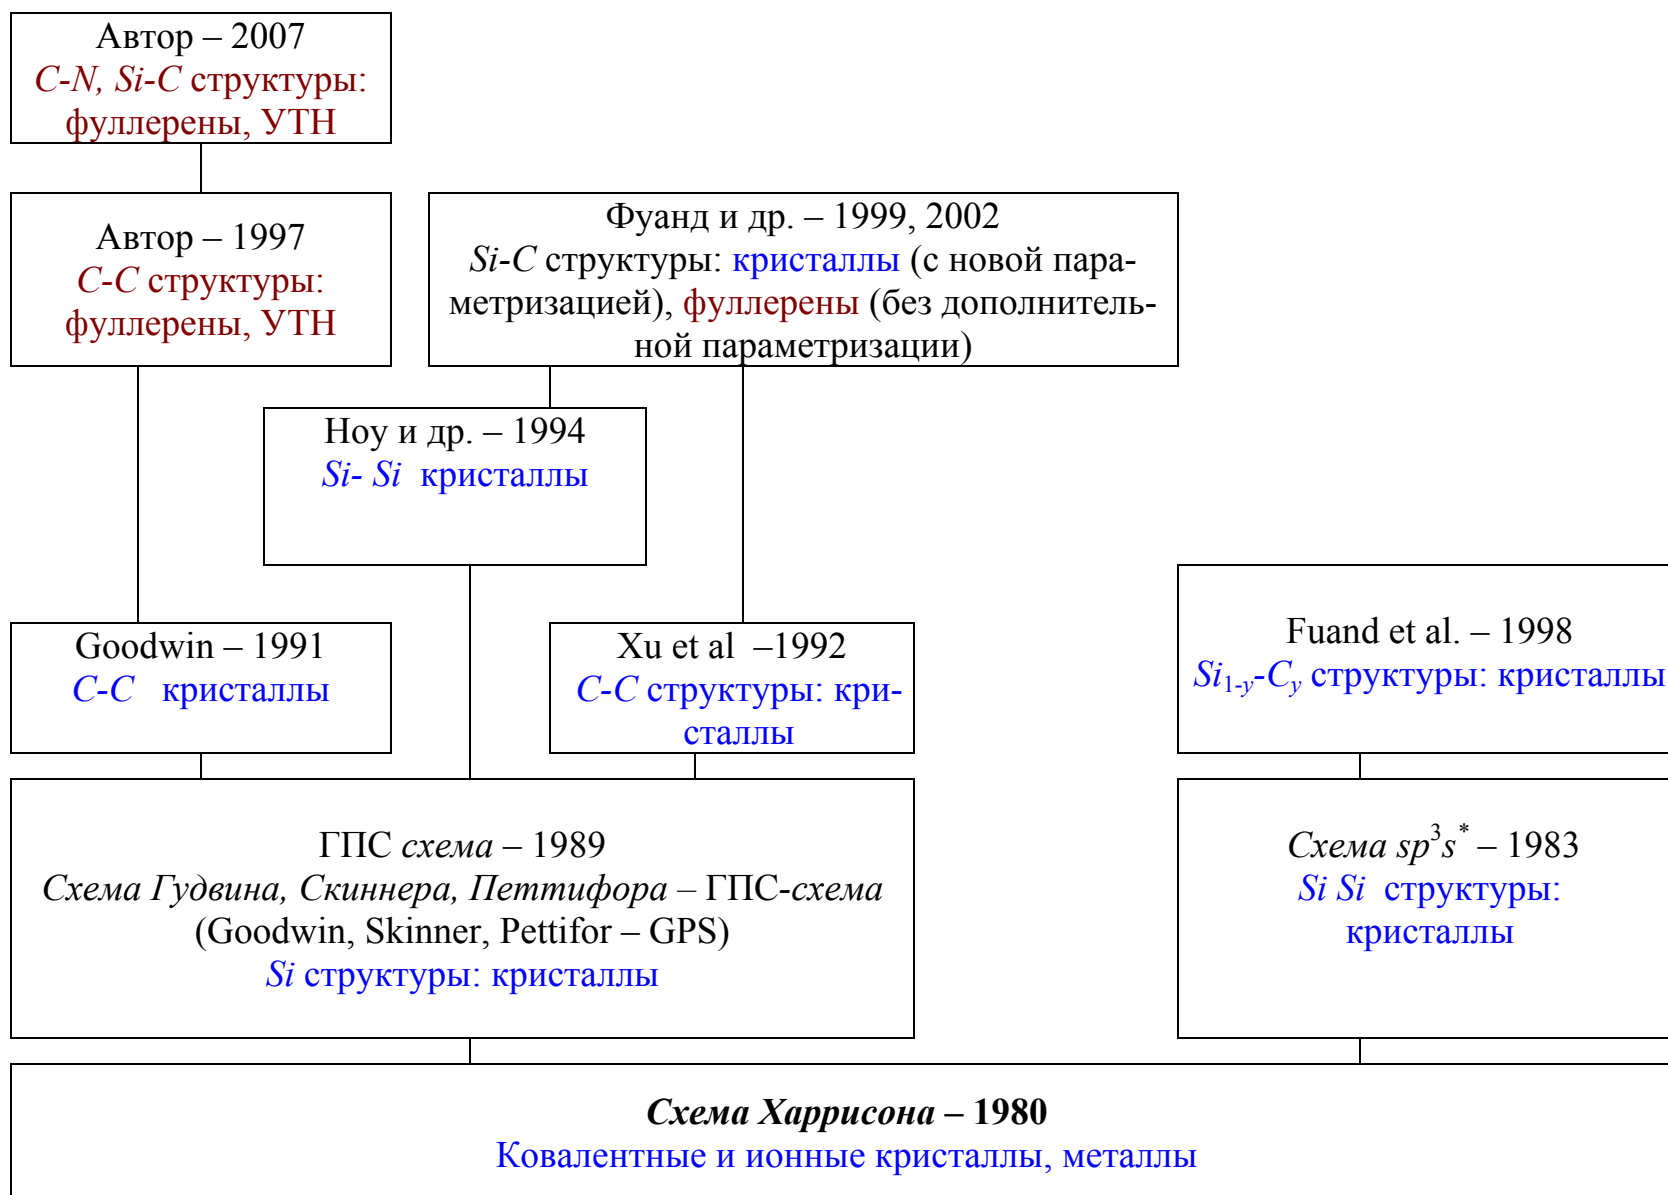 Автор – 2007
C-N, Si-C структуры:
фуллерены, УТН
Автор – 1997
C-C структуры:
фуллерены, УТН
Фуанд и др. – 1999, 2002
Si-C структуры: кристаллы (с новой пара-
метризацией), фуллерены (без дополнитель-
ной параметризации)
Ноу и др. – 1994
Si- Si кристаллы
Goodwin – 1991
C-C кристаллы
Xu et al –1992
C-C структуры: кри-
сталлы
Fuand et al. – 1998
Si1-y-Cy структуры: кристаллы
ГПС схема – 1989
Схема Гудвина, Скиннера, Петтифора – ГПС-схема
(Goodwin, Skinner, Pettifor – GPS)
Si структуры: кристаллы
Схема sp³s* – 1983
Si Si структуры:
кристаллы
Схема Харрисона – 1980
Ковалентные и ионные кристаллы, металлы